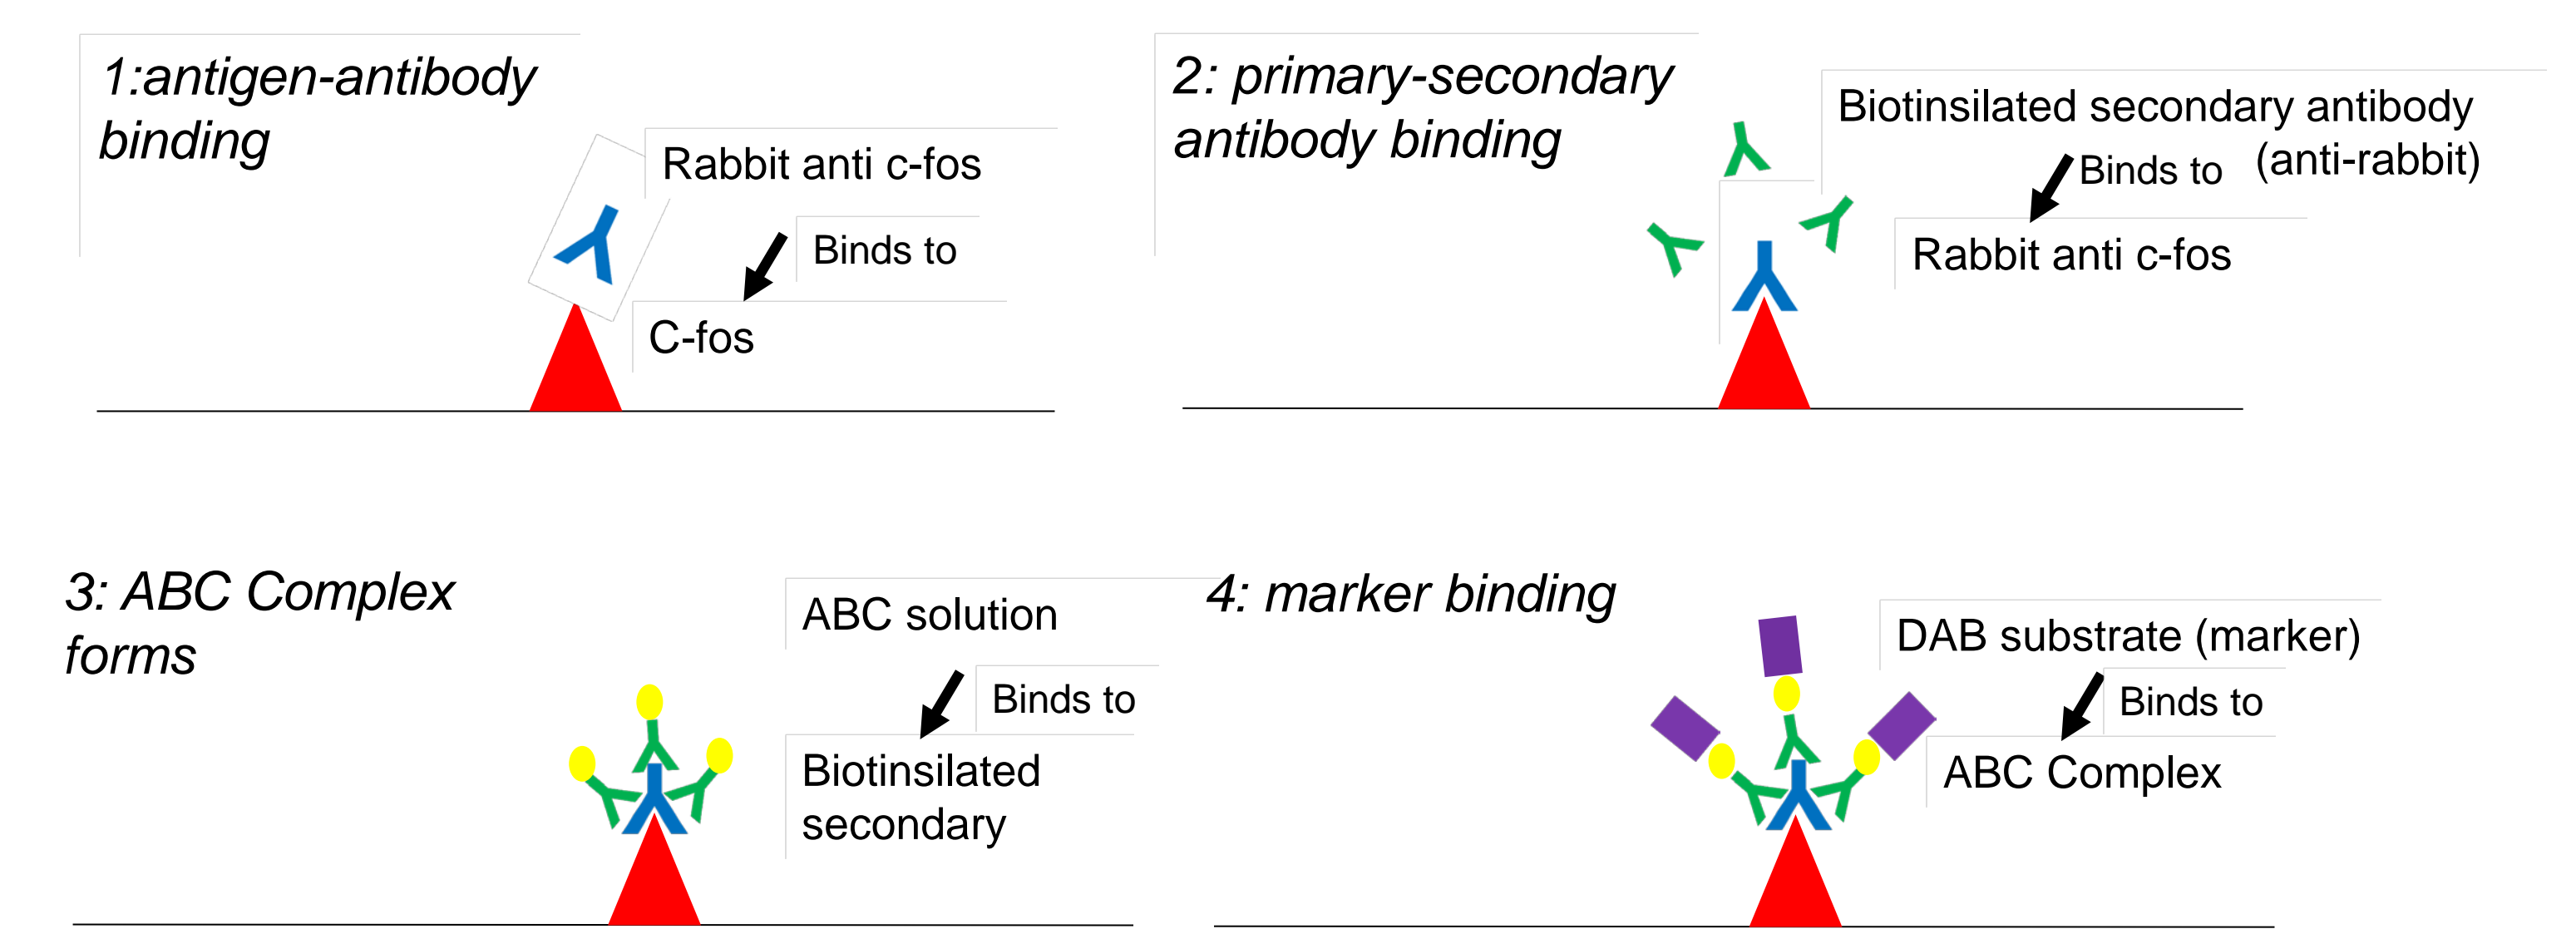 1:antigen-antibody
binding
Rabbit anti c-fos
Binds to
C-fos
2: primary-secondary
antibody binding
Biotinsilated secondary antibody
(anti-rabbit)
Binds to
Rabbit anti c-fos
3: ABC Complex
forms
ABC solution
Binds to
Biotinsilated
secondary
4: marker binding
DAB substrate (marker)
Binds to
ABC Complex